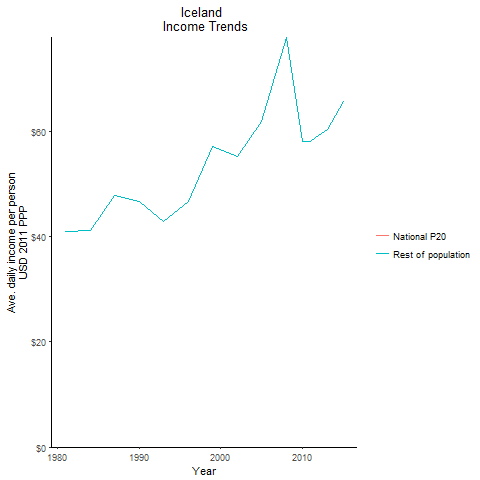 Iceland
Income Trends
Ave. daily income per person
USD 2011 PPP
$60
$40
$20
$0
1980 1990 2000 2010
Year
National P20
Rest of population